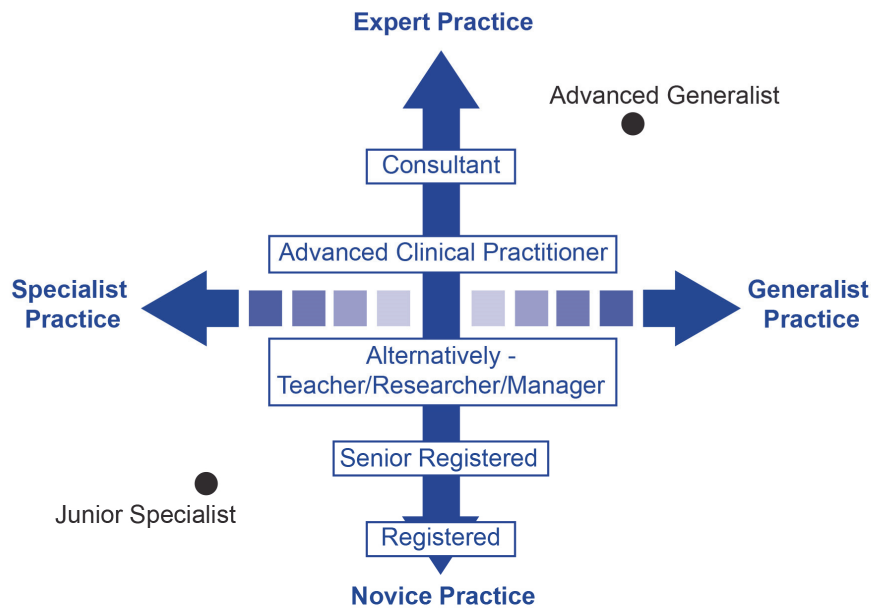 Expert Practice
Advanced Generalist
Consultant
Advanced Clinical Practitioner
Specialist
Practice
Generalist
Practice
Alternatively -
Teacher/Researcher/Manager
Senior Registered
Junior Specialist
Registered
Novice Practice